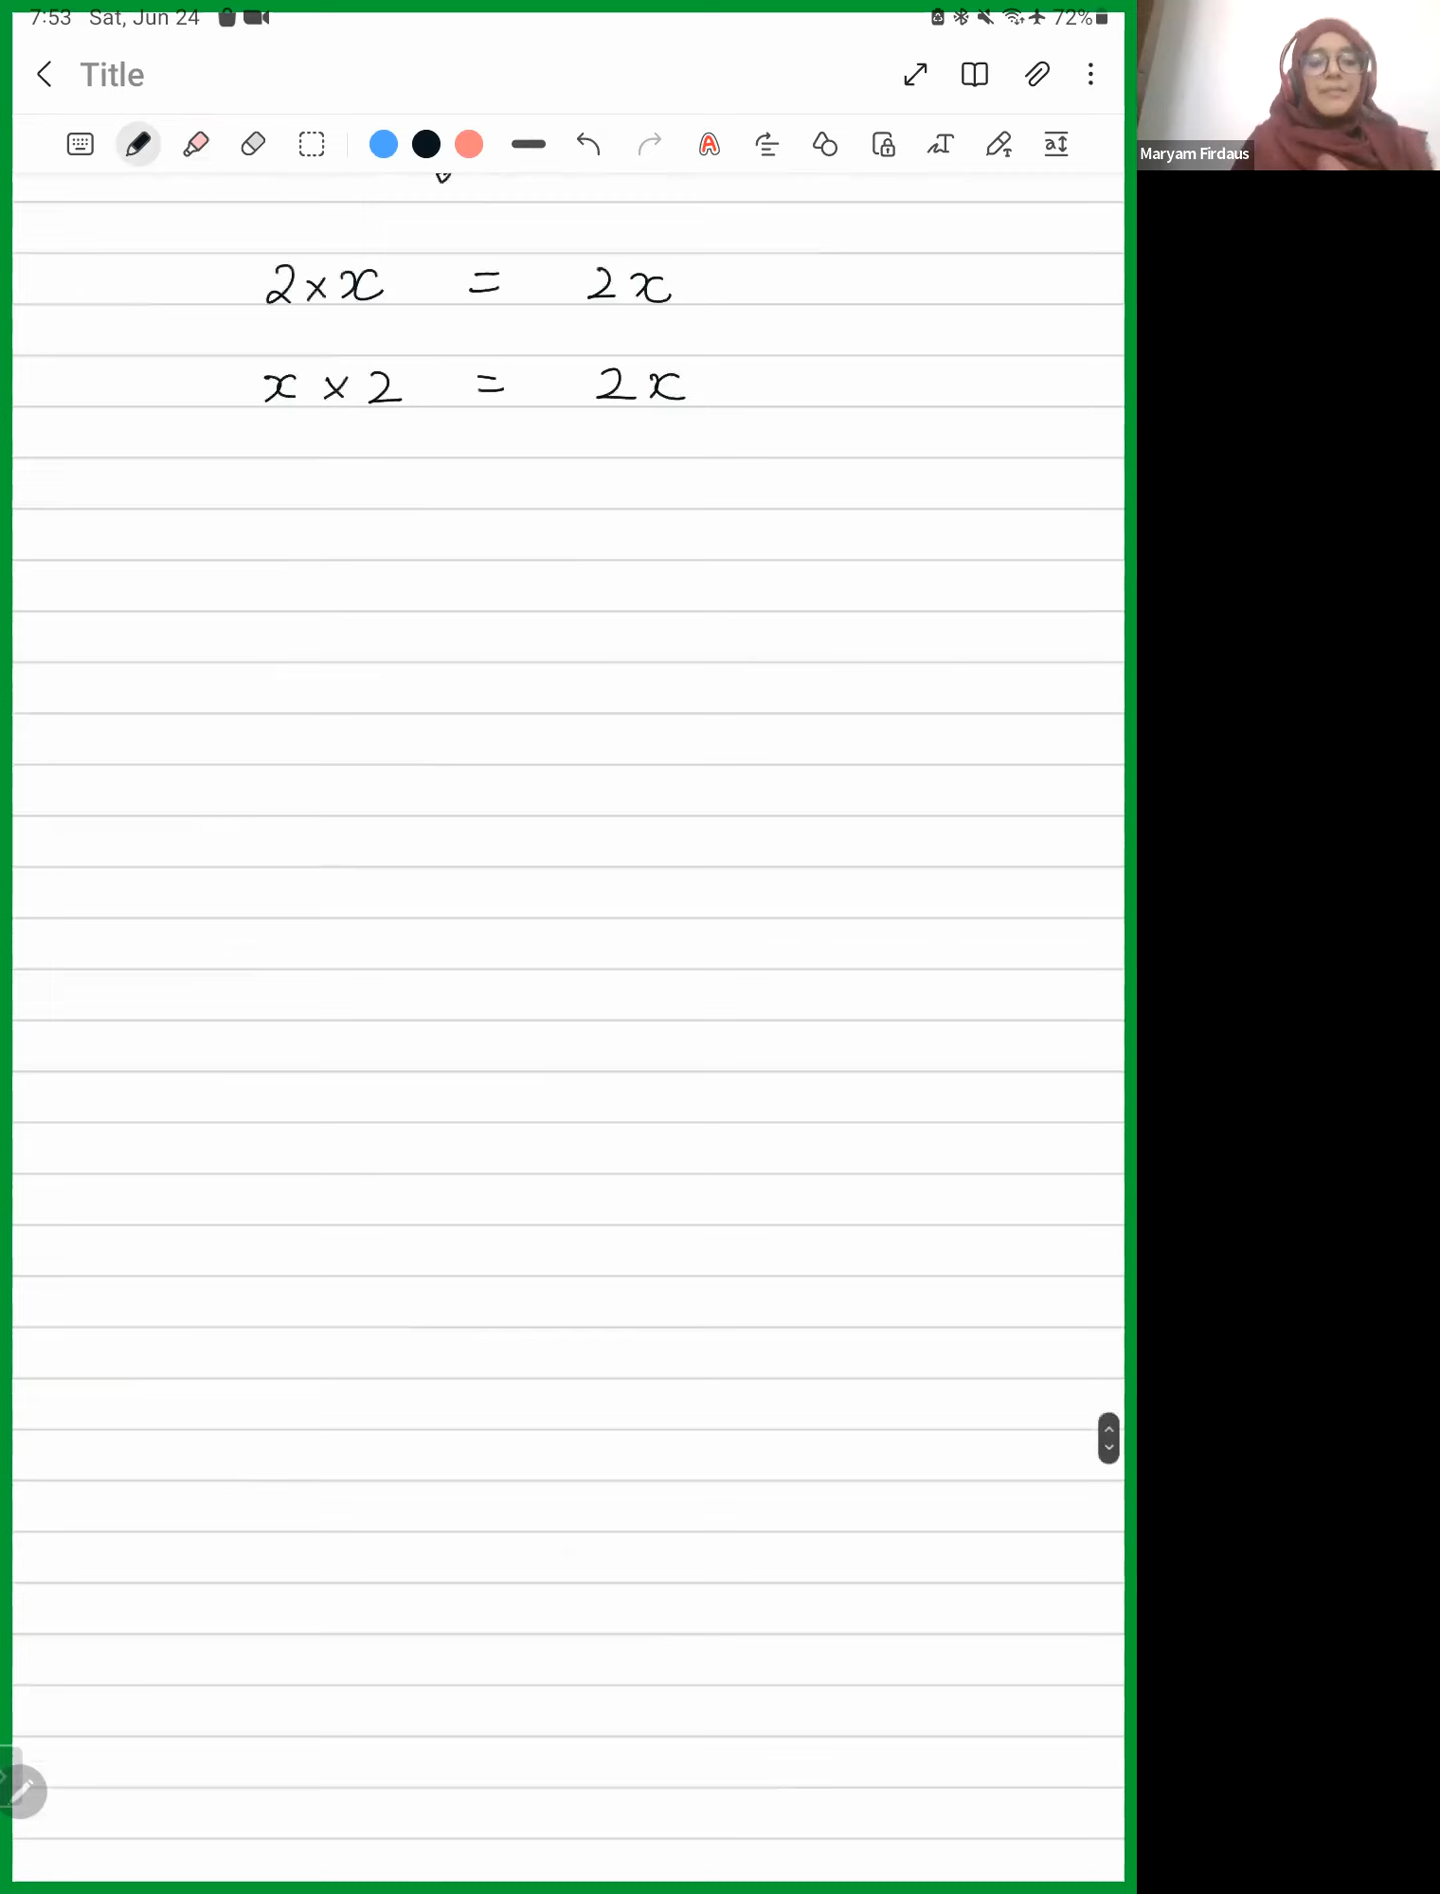 7:53 Sat, Jun 24
72%
Title
Maryam Firdaus
2 × x = 2x
x × 2 = 2x